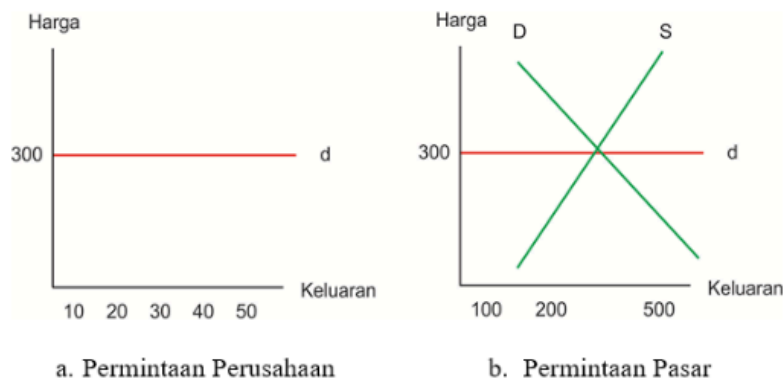 Harga
300
d
Keluaran
10 20 30 40 50
a. Permintaan Perusahaan
Harga
D
S
300
d
Keluaran
100 200 500
b. Permintaan Pasar